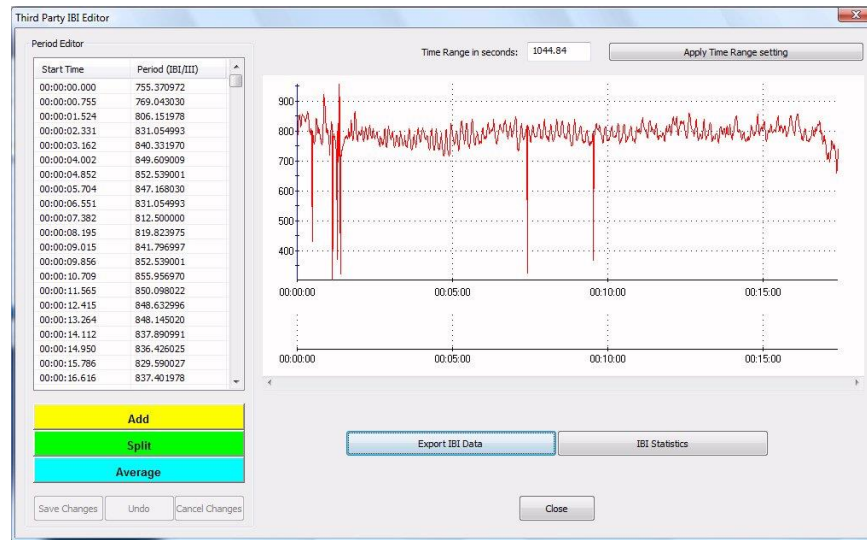 Third Party IBI Editor
Period Editor
Time Range in seconds: 1044.84 Apply Time Range setting
Start Time Period (IBI/III)
00:00:00.000 755.370972
00:00:00.755 769.043030
00:00:01.524 806.151978
00:00:02.331 831.054993
00:00:03.162 840.331970
00:00:04.002 849.609009
00:00:04.852 852.539001
00:00:05.704 847.168030
00:00:06.551 831.054993
00:00:07.382 812.500000
00:00:08.195 819.823975
00:00:09.015 841.796997
00:00:09.856 852.539001
00:00:10.709 855.956970
00:00:11.565 850.098022
00:00:12.415 848.632996
00:00:13.264 848.145020
00:00:14.112 837.890991
00:00:14.950 836.426025
00:00:15.786 829.590027
00:00:16.616 837.401978
900
800
700
600
500
400
00:00:00 00:05:00 00:10:00 00:15:00
00:00:00 00:05:00 00:10:00 00:15:00
Add
Split
Average
Save Changes Undo Cancel Changes
Export IBI Data IBI Statistics
Close